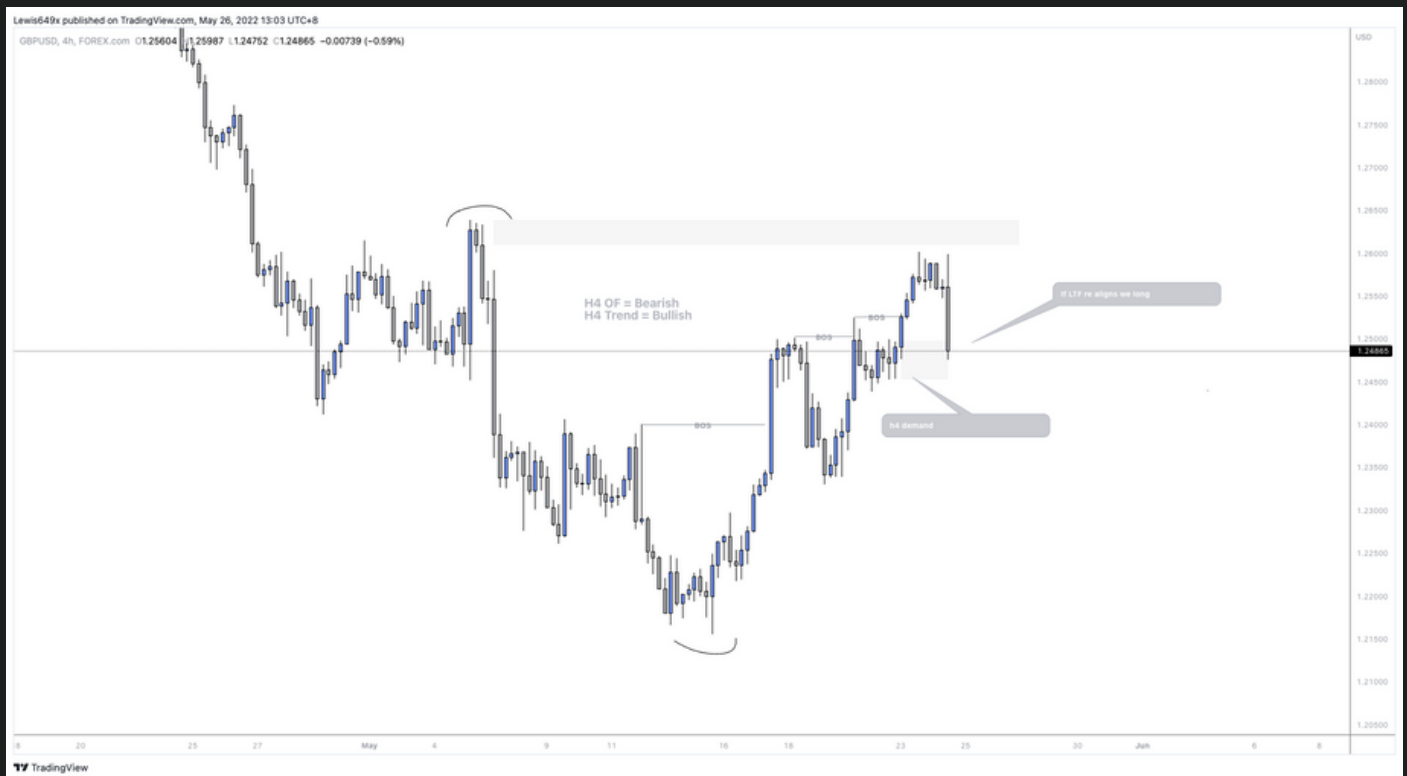 Lewis649x published on TradingView.com, May 26, 2022 13:03 UTC+8
GBPUSD, 4h, FOREX.com O1.25604 H1.25987 L1.24752 C1.24865 −0.00739 (−0.59%)
USD
1.28000
1.27500
1.27000
1.26500
1.26000
H4 OF = Bearish
H4 Trend = Bullish
If LTF re aligns we long
1.25500
BOS
BOS
1.25000
1.24865
1.24500
h4 demand
BOS
1.24000
1.23500
1.23000
1.22500
1.22000
1.21500
1.21000
1.20500
8 20 25 27 May 4 9 11 16 18 23 25 30 Jun 6 8
TradingView